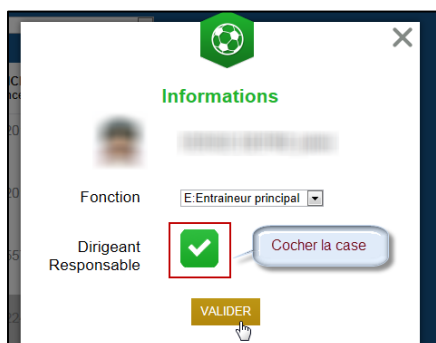 Informations
Fonction
E:Entraineur principal
Dirigeant
Responsable
Cocher la case
VALIDER